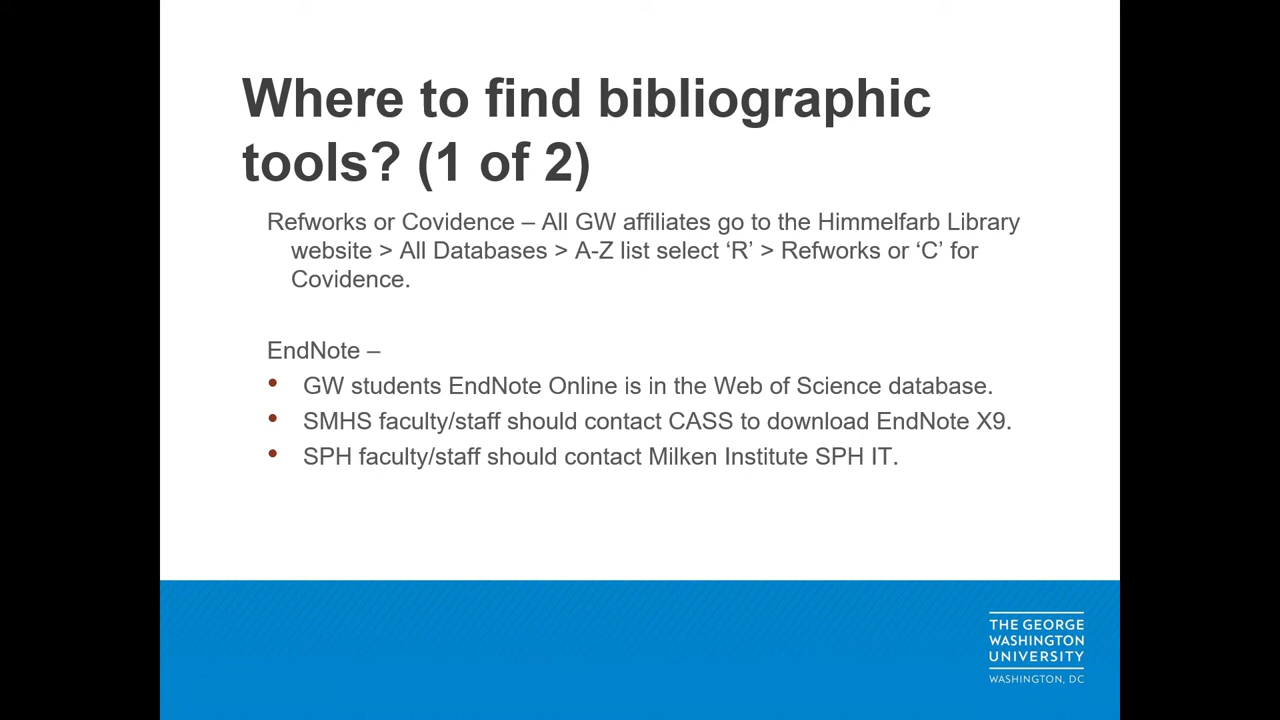 Where to find bibliographic
tools? (1 of 2)
Refworks or Covidence – All GW affiliates go to the Himmelfarb Library
website > All Databases > A-Z list select ‘R’ > Refworks or ‘C’ for
Covidence.
EndNote –
• GW students EndNote Online is in the Web of Science database.
• SMHS faculty/staff should contact CASS to download EndNote X9.
• SPH faculty/staff should contact Milken Institute SPH IT.
THE GEORGE
WASHINGTON
UNIVERSITY
WASHINGTON, DC